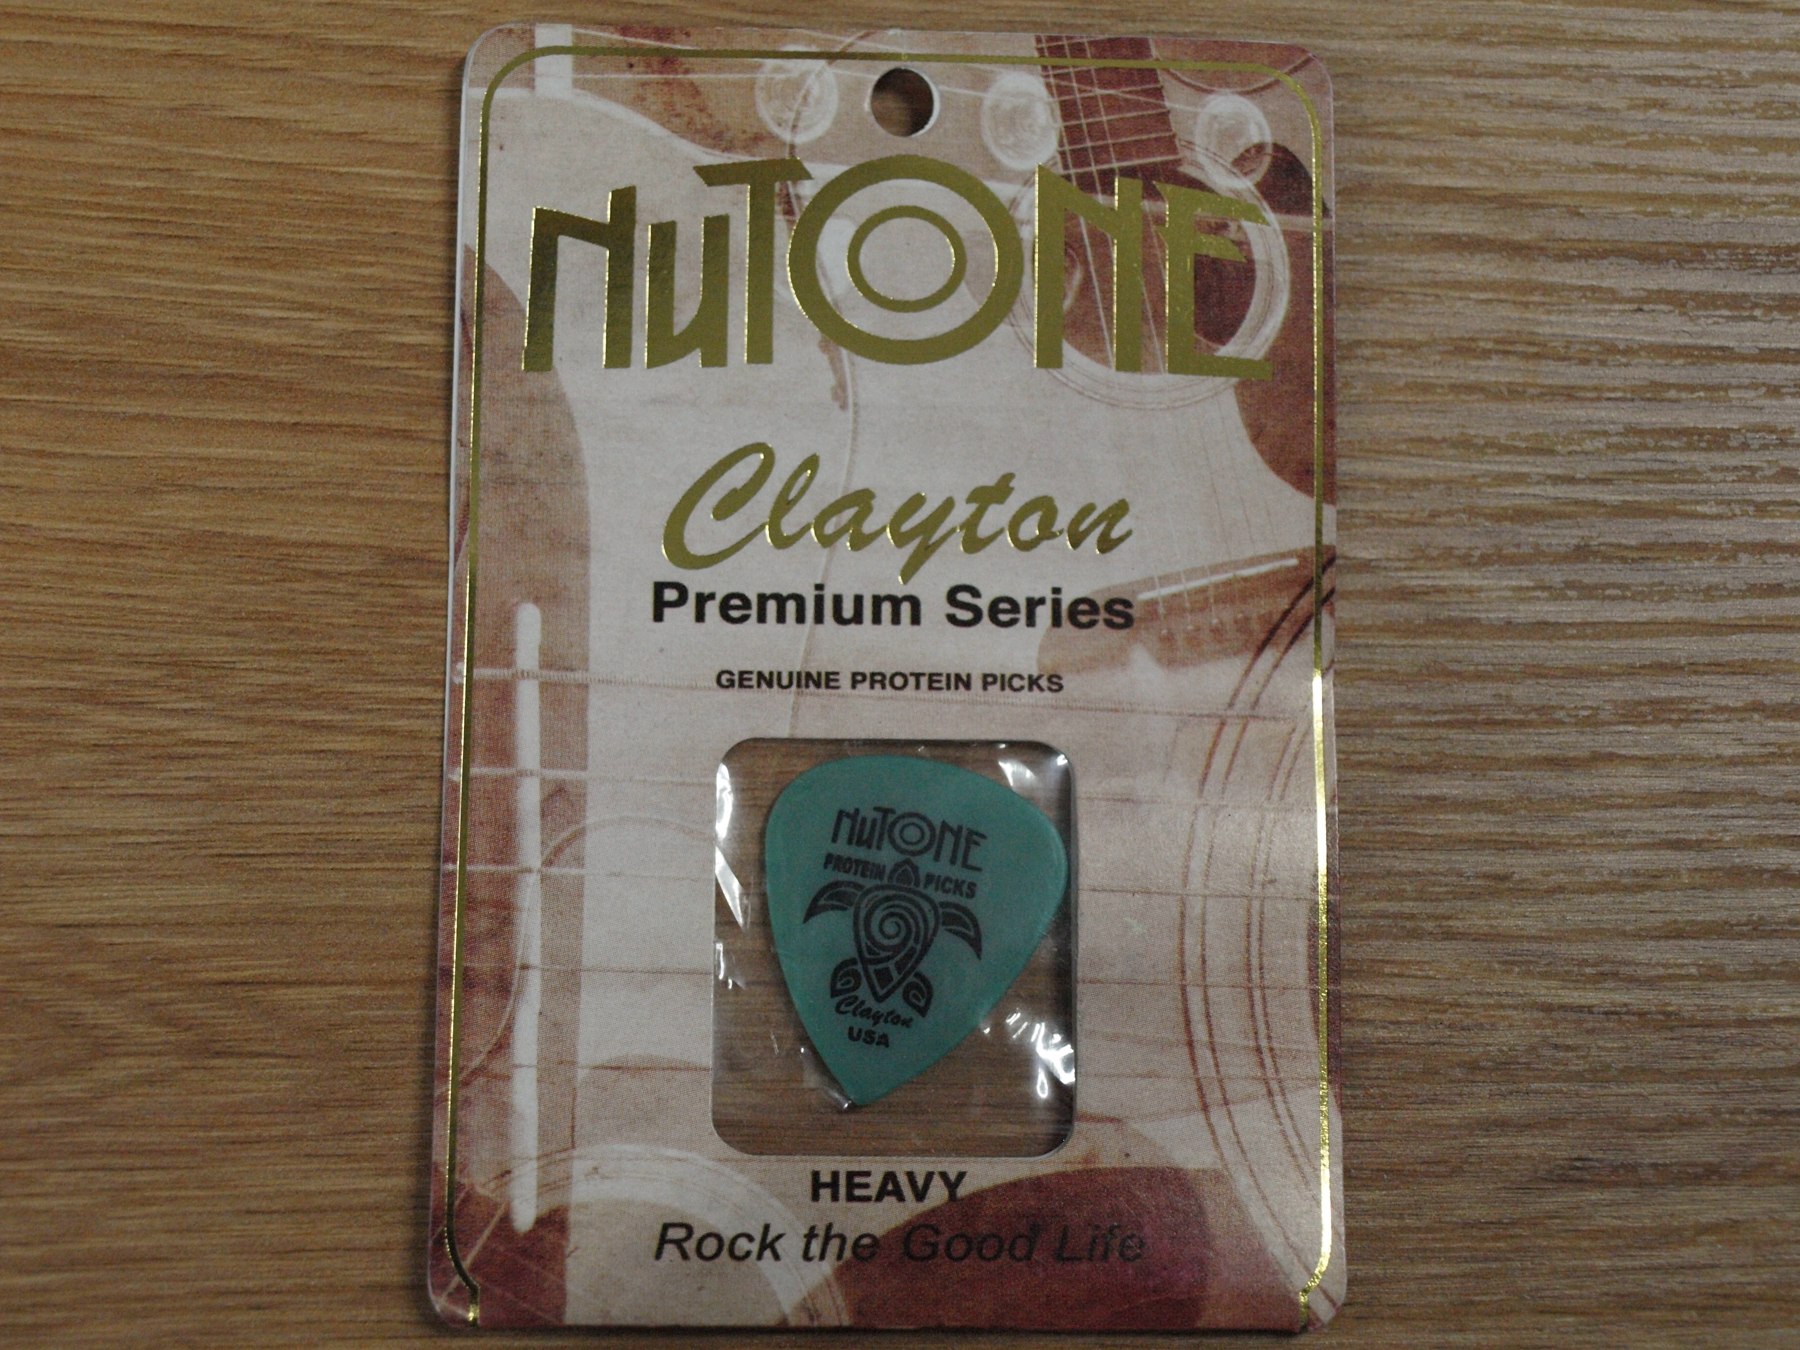 NUTONE
Clayton
Premium Series
GENUINE PROTEIN PICKS
NUTONE
PROTEIN PICKS
Clayton
USA
HEAVY
Rock the Good Life